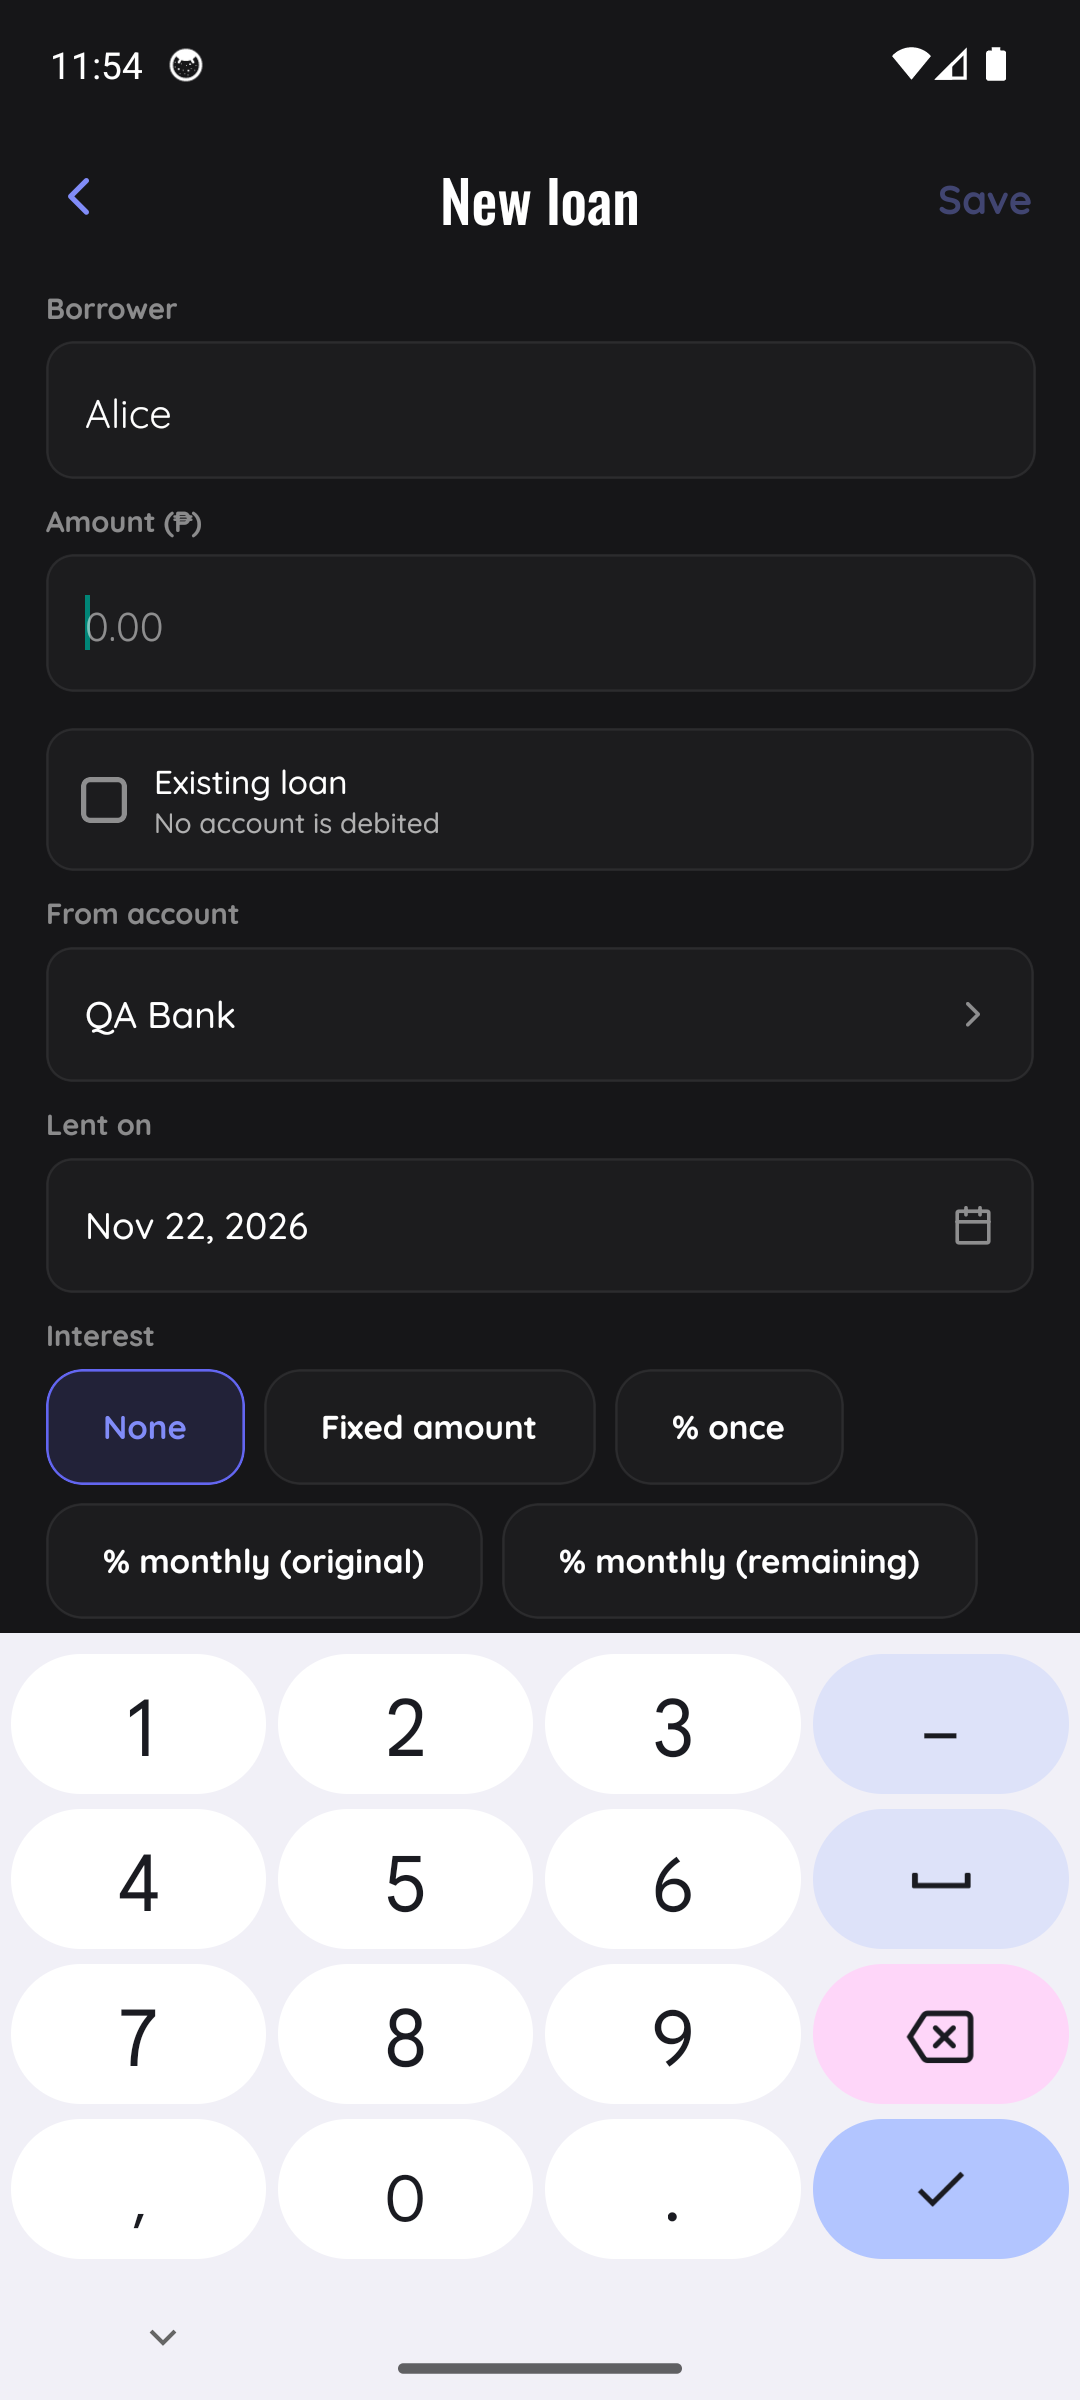 11:54
New loan
Save
Borrower
Alice
Amount (₱)
0.00
Existing loan
No account is debited
From account
QA Bank
Lent on
Nov 22, 2026
Interest
None
Fixed amount
% once
% monthly (original)
% monthly (remaining)
1 2 3 –
4 5 6
7 8 9
, 0 .